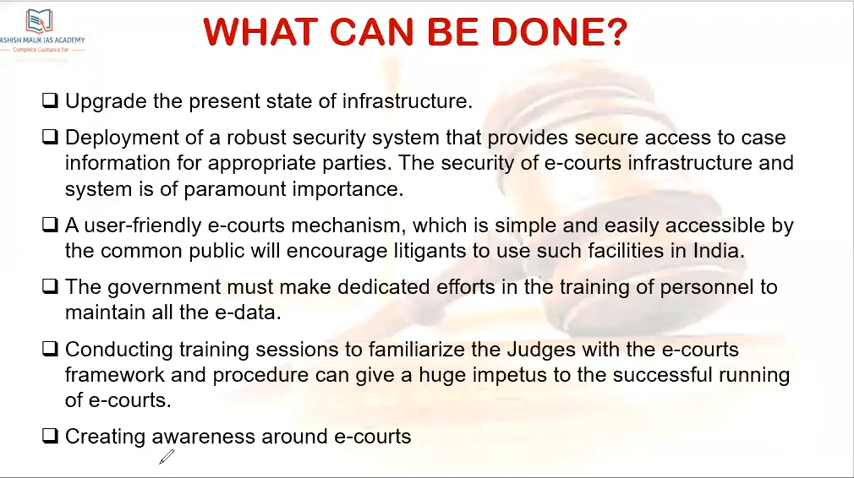 ASHISH MALIK IAS ACADEMY
Complete Guidance for
WHAT CAN BE DONE?
❑ Upgrade the present state of infrastructure.
❑ Deployment of a robust security system that provides secure access to case
information for appropriate parties. The security of e-courts infrastructure and
system is of paramount importance.
❑ A user-friendly e-courts mechanism, which is simple and easily accessible by
the common public will encourage litigants to use such facilities in India.
❑ The government must make dedicated efforts in the training of personnel to
maintain all the e-data.
❑ Conducting training sessions to familiarize the Judges with the e-courts
framework and procedure can give a huge impetus to the successful running
of e-courts.
❑ Creating awareness around e-courts